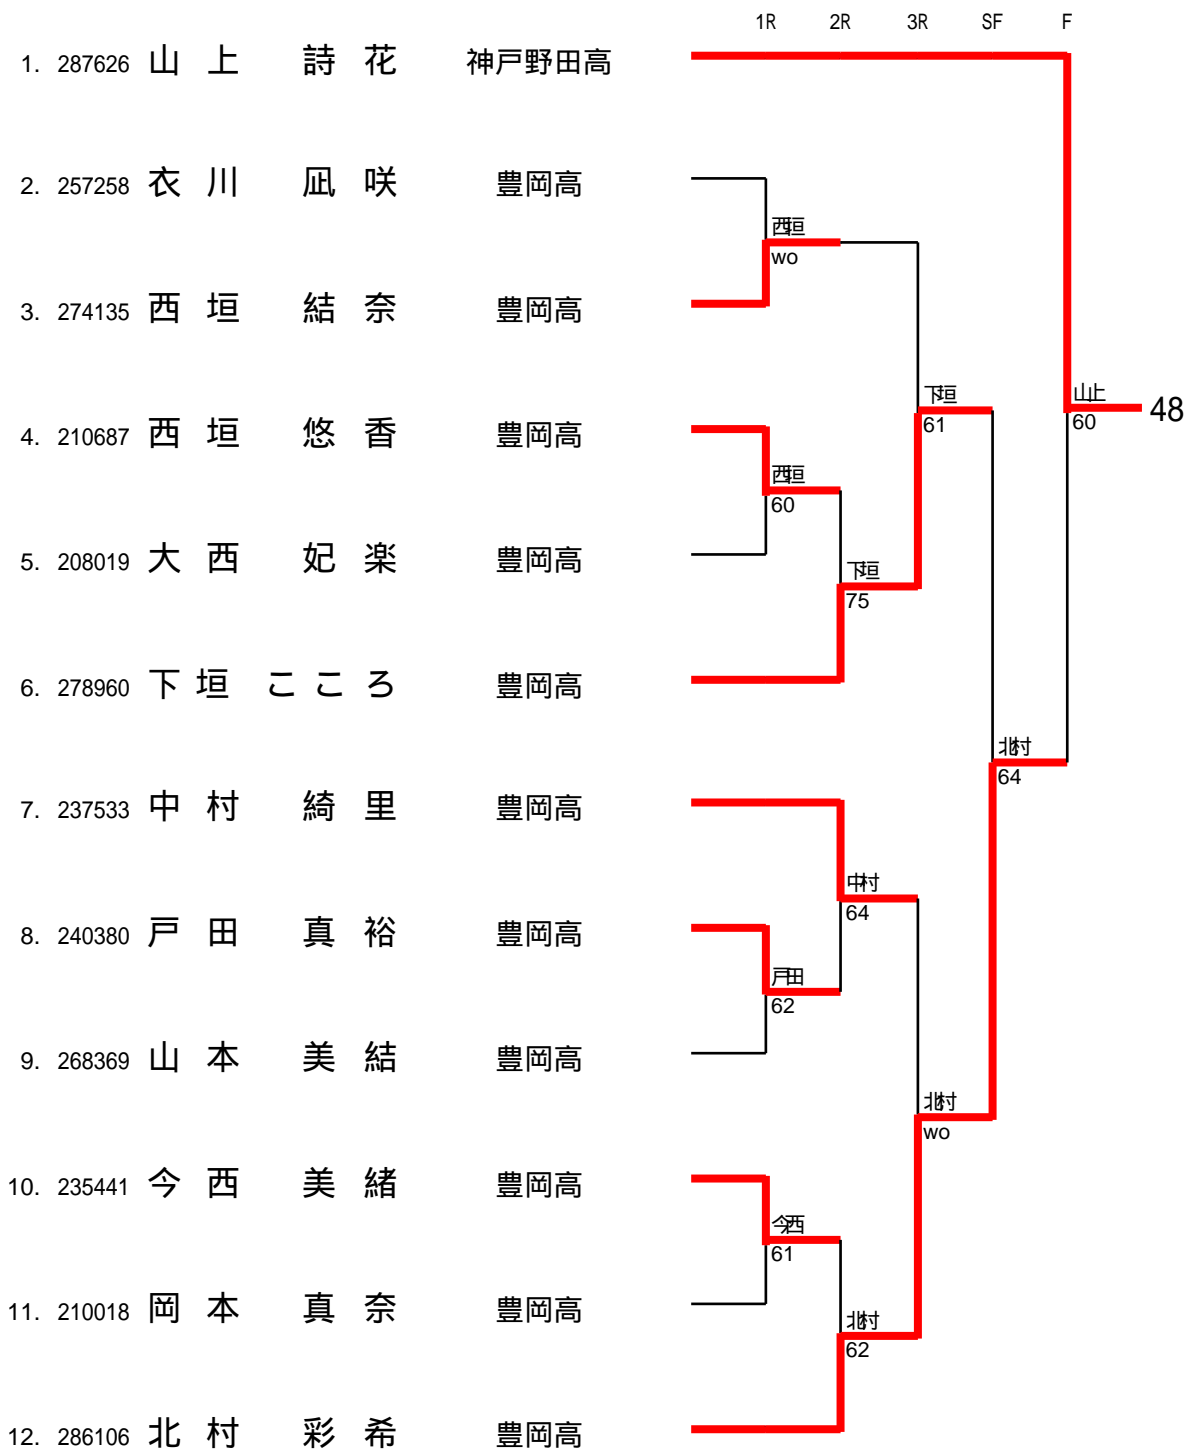 1R 2R 3R SF F
1. 287626 山上 詩花 神戸野田高
2. 257258 衣川 凪咲 豊岡高
西垣
wo
3. 274135 西垣 結奈 豊岡高
下垣
61
山上
60
48
4. 210687 西垣 悠香 豊岡高
西垣
60
5. 208019 大西 妃楽 豊岡高
下垣
75
6. 278960 下垣 こころ 豊岡高
北村
64
7. 237533 中村 綺里 豊岡高
中村
64
8. 240380 戸田 真裕 豊岡高
戸田
62
9. 268369 山本 美結 豊岡高
北村
wo
10. 235441 今西 美緒 豊岡高
今西
61
11. 210018 岡本 真奈 豊岡高
北村
62
12. 286106 北村 彩希 豊岡高